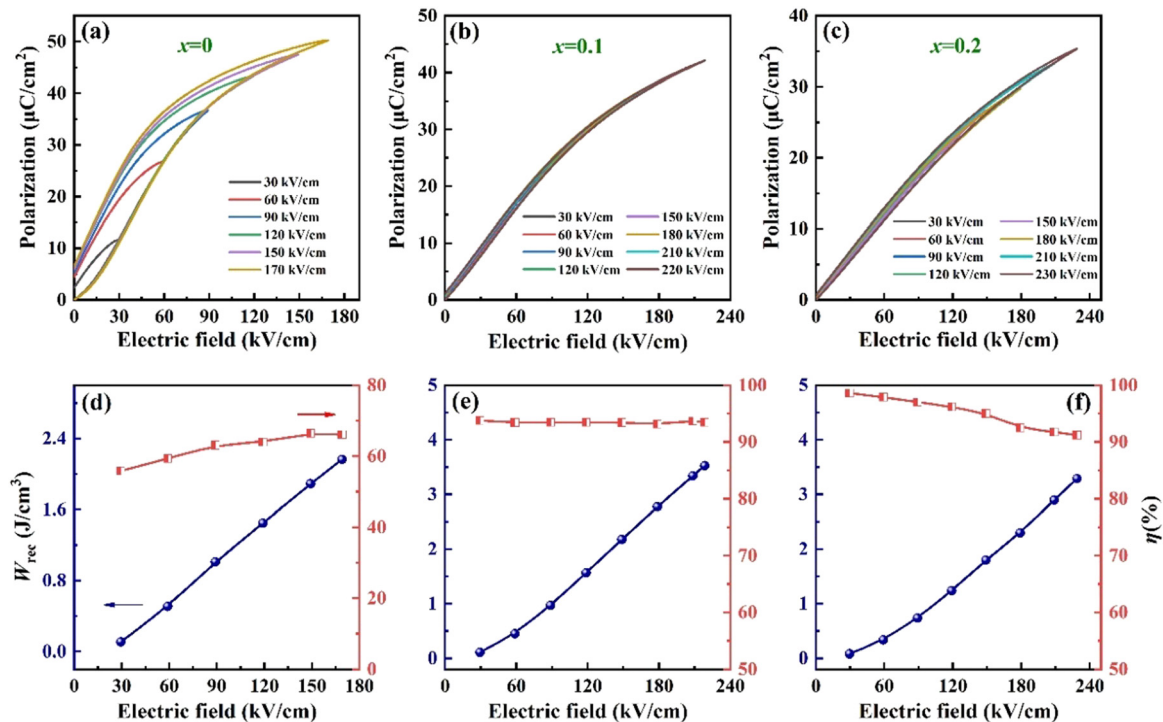 (a)
x=0
Polarization (μC/cm²)
60
50
40
30
20
10
0
30 kV/cm
60 kV/cm
90 kV/cm
120 kV/cm
150 kV/cm
170 kV/cm
0 30 60 90 120 150 180
Electric field (kV/cm)
(b)
x=0.1
Polarization (μC/cm²)
50
40
30
20
10
0
30 kV/cm 150 kV/cm
60 kV/cm 180 kV/cm
90 kV/cm 210 kV/cm
120 kV/cm 220 kV/cm
0 60 120 180 240
Electric field (kV/cm)
(c)
x=0.2
Polarization (μC/cm²)
40
30
20
10
0
30 kV/cm 150 kV/cm
60 kV/cm 180 kV/cm
90 kV/cm 210 kV/cm
120 kV/cm 230 kV/cm
0 60 120 180 240
Electric field (kV/cm)
(d)
Wrec (J/cm³)
2.4
1.6
0.8
0.0
80
60
40
20
0
0 30 60 90 120 150 180
Electric field (kV/cm)
(e)
5
4
3
2
1
0
100
90
80
70
60
50
0 60 120 180 240
Electric field (kV/cm)
(f)
5
4
3
2
1
0
100
90
80
70
60
50
η(%)
0 60 120 180 240
Electric field (kV/cm)